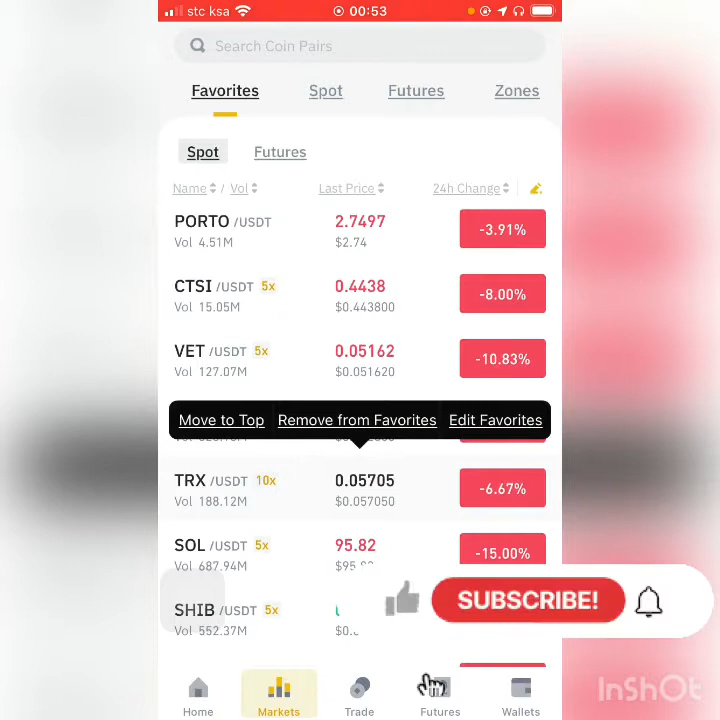 stc ksa 00:53
Search Coin Pairs
Favorites Spot Futures Zones
Spot Futures
Name / Vol Last Price 24h Change
PORTO /USDT 2.7497 -3.91%
Vol 4.51M $2.74
CTSI /USDT 5x 0.4438 -8.00%
Vol 15.05M $0.443800
VET /USDT 5x 0.05162 -10.83%
Vol 127.07M $0.051620
Move to Top Remove from Favorites Edit Favorites
TRX /USDT 10x 0.05705 -6.67%
Vol 188.12M $0.057050
SOL /USDT 5x 95.82 -15.00%
Vol 687.94M
SUBSCRIBE!
SHIB /USDT 5x
Vol 552.37M
InShOt
Home Markets Trade Futures Wallets